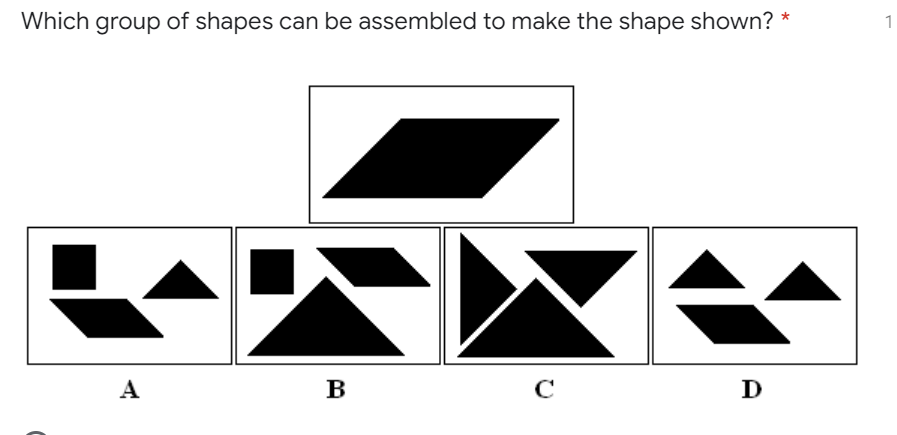 Which group of shapes can be assembled to make the shape shown? * 1
A B C D